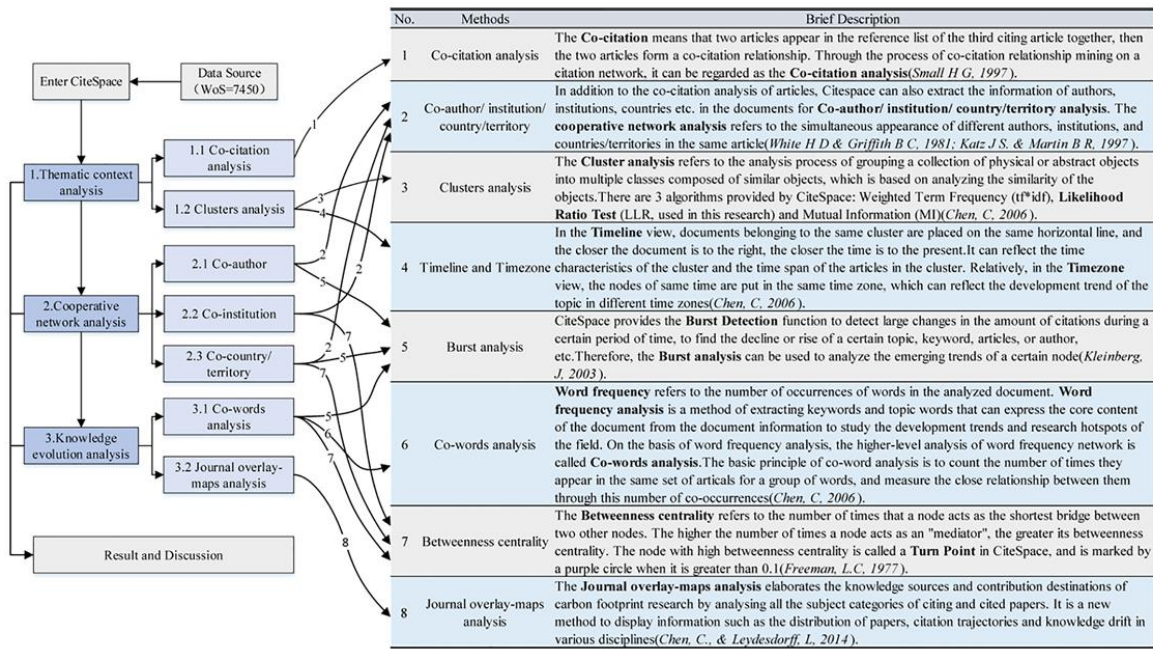 Enter CiteSpace
Data Source
(WoS=7450)
1.Thematic context
analysis
1.1 Co-citation
analysis
1.2 Clusters analysis
2.Cooperative
network analysis
2.1 Co-author
2.2 Co-institution
2.3 Co-country/
territory
3.Knowledge
evolution analysis
3.1 Co-words
analysis
3.2 Journal overlay-
maps analysis
Result and Discussion
1
3
4
2
5
2
7
2
5
7
5
6
7
8
No. Methods Brief Description
1 Co-citation analysis
The Co-citation means that two articles appear in the reference list of the third citing article together, then
the two articles form a co-citation relationship. Through the process of co-citation relationship mining on a
citation network, it can be regarded as the Co-citation analysis(Small H G, 1997).
2 Co-author/ institution/
country/territory
In addition to the co-citation analysis of articles, Citespace can also extract the information of authors,
institutions, countries etc. in the documents for Co-author/ institution/ country/territory analysis. The
cooperative network analysis refers to the simultaneous appearance of different authors, institutions, and
countries/territories in the same article(White H D & Griffith B C, 1981; Katz J S. & Martin B R, 1997).
3 Clusters analysis
The Cluster analysis refers to the analysis process of grouping a collection of physical or abstract objects
into multiple classes composed of similar objects, which is based on analyzing the similarity of the
objects.There are 3 algorithms provided by CiteSpace: Weighted Term Frequency (tf*idf), Likelihood
Ratio Test (LLR, used in this research) and Mutual Information (MI)(Chen, C, 2006).
4 Timeline and Timezone
In the Timeline view, documents belonging to the same cluster are placed on the same horizontal line, and
the closer the document is to the right, the closer the time is to the present.It can reflect the time
characteristics of the cluster and the time span of the articles in the cluster. Relatively, in the Timezone
view, the nodes of same time are put in the same time zone, which can reflect the development trend of the
topic in different time zones(Chen, C, 2006).
5 Burst analysis
CiteSpace provides the Burst Detection function to detect large changes in the amount of citations during a
certain period of time, to find the decline or rise of a certain topic, keyword, articles, or author,
etc.Therefore, the Burst analysis can be used to analyze the emerging trends of a certain node(Kleinberg,
J, 2003).
6 Co-words analysis
Word frequency refers to the number of occurrences of words in the analyzed document. Word
frequency analysis is a method of extracting keywords and topic words that can express the core content
of the document from the document information to study the development trends and research hotspots of
the field. On the basis of word frequency analysis, the higher-level analysis of word frequency network is
called Co-words analysis.The basic principle of co-word analysis is to count the number of times they
appear in the same set of articals for a group of words, and measure the close relationship between them
through this number of co-occurrences(Chen, C, 2006).
7 Betweenness centrality
The Betweenness centrality refers to the number of times that a node acts as the shortest bridge between
two other nodes. The higher the number of times a node acts as an "mediator", the greater its betweenness
centrality. The node with high betweenness centrality is called a Turn Point in CiteSpace, and is marked by
a purple circle when it is greater than 0.1(Freeman, L.C, 1977).
8 Journal overlay-maps
analysis
The Journal overlay-maps analysis elaborates the knowledge sources and contribution destinations of
carbon footprint research by analysing all the subject categories of citing and cited papers. It is a new
method to display information such as the distribution of papers, citation trajectories and knowledge drift in
various disciplines(Chen, C., & Leydesdorff, L, 2014).